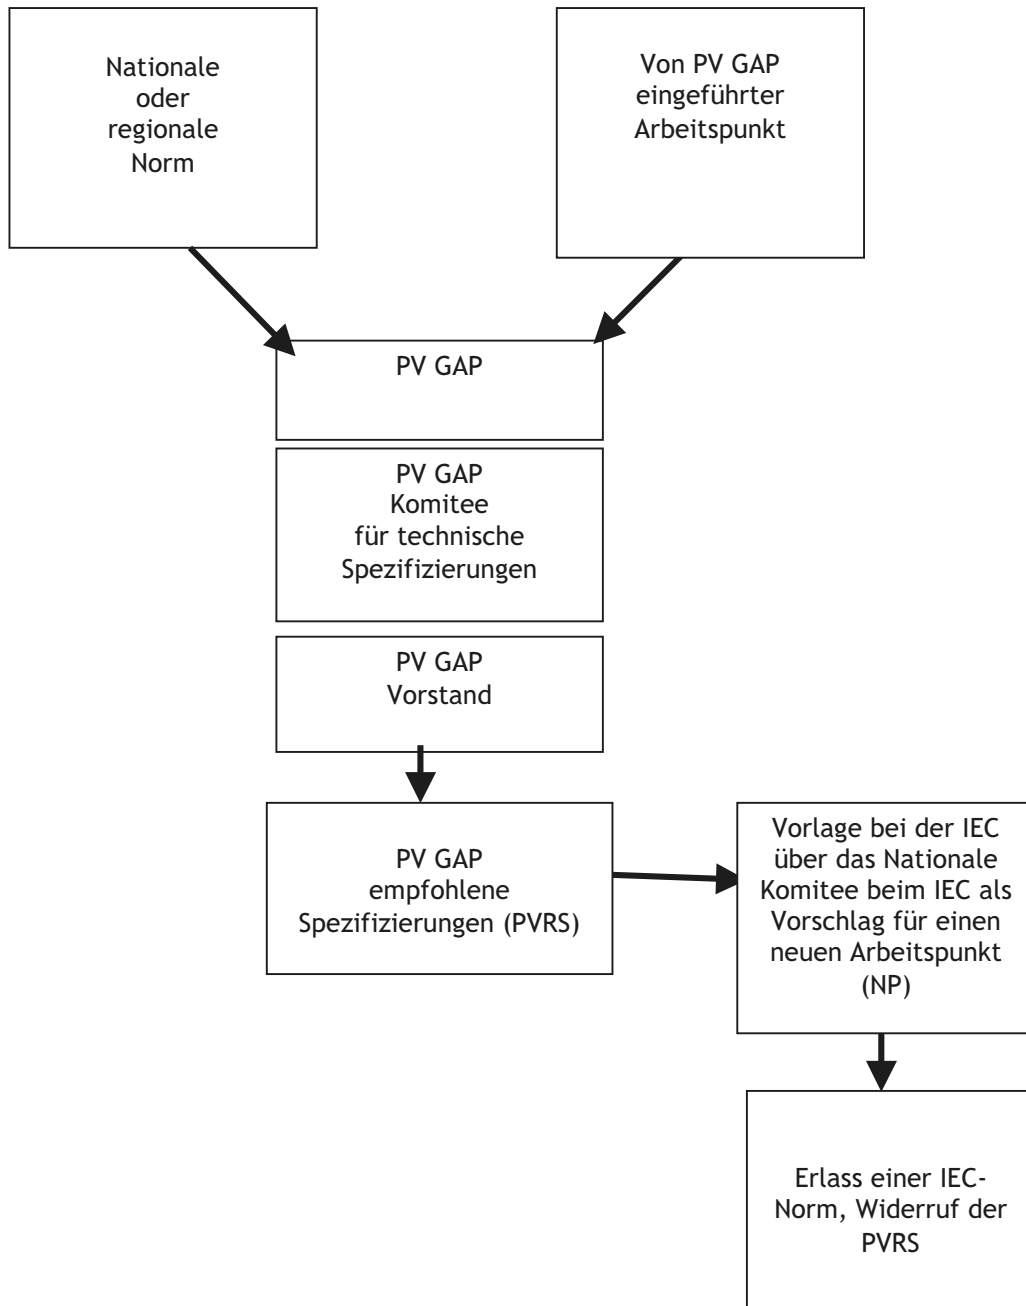 Nationale
oder
regionale
Norm
Von PV GAP
eingeführter
Arbeitspunkt
PV GAP
PV GAP
Komitee
für technische
Spezifizierungen
PV GAP
Vorstand
PV GAP
empfohlene
Spezifizierungen (PVRS)
Vorlage bei der IEC
über das Nationale
Komitee beim IEC als
Vorschlag für einen
neuen Arbeitspunkt
(NP)
Erlass einer IEC-
Norm, Widerruf der
PVRS